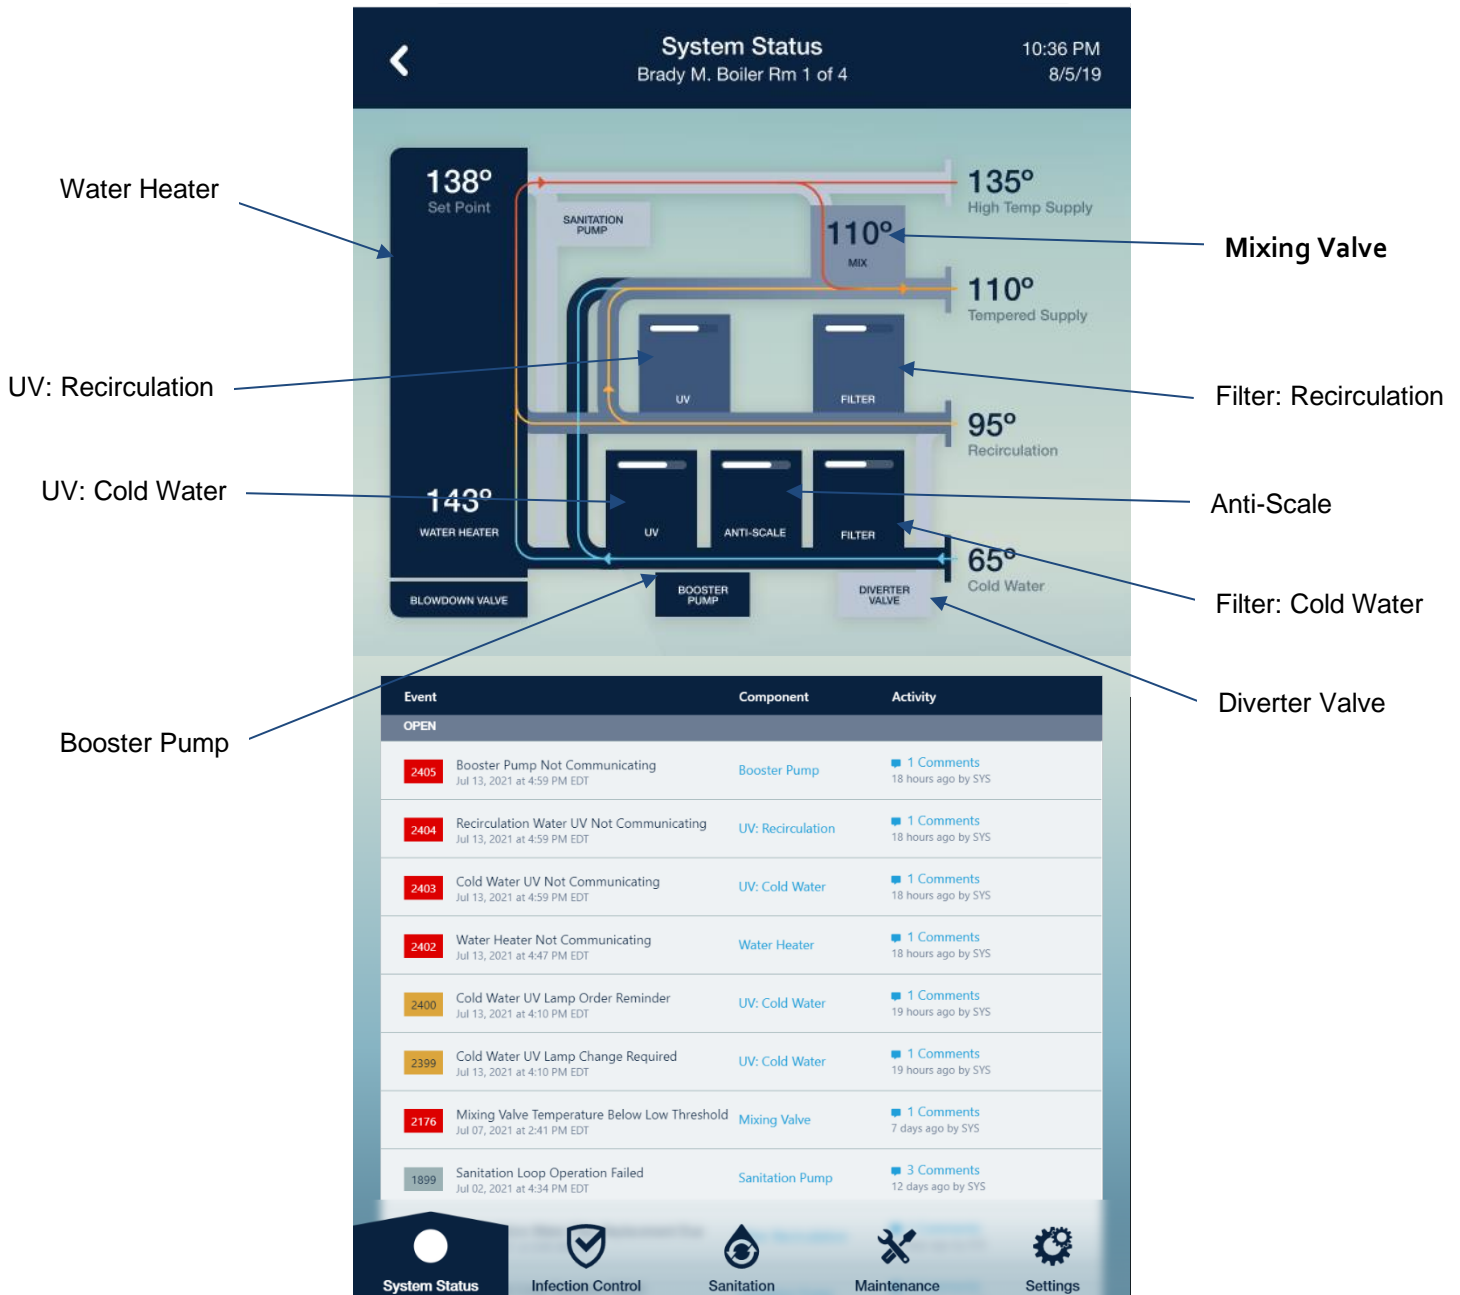 System Status
10:36 PM
Brady M. Boiler Rm 1 of 4
8/5/19
Water Heater
138º
Set Point
135º
High Temp Supply
SANITATION
PUMP
110º
MIX
Mixing Valve
110º
Tempered Supply
UV: Recirculation
UV
FILTER
Filter: Recirculation
95º
Recirculation
UV: Cold Water
143º
WATER HEATER
UV
ANTI-SCALE
FILTER
Anti-Scale
65º
Cold Water
BLOWDOWN VALVE
BOOSTER
PUMP
DIVERTER
VALVE
Filter: Cold Water
Diverter Valve
Booster Pump
Event Component Activity
OPEN
2405 Booster Pump Not Communicating Booster Pump 1 Comments
Jul 13, 2021 at 4:59 PM EDT 18 hours ago by SYS
2404 Recirculation Water UV Not Communicating UV: Recirculation 1 Comments
Jul 13, 2021 at 4:59 PM EDT 18 hours ago by SYS
2403 Cold Water UV Not Communicating UV: Cold Water 1 Comments
Jul 13, 2021 at 4:59 PM EDT 18 hours ago by SYS
2402 Water Heater Not Communicating Water Heater 1 Comments
Jul 13, 2021 at 4:47 PM EDT 18 hours ago by SYS
2400 Cold Water UV Lamp Order Reminder UV: Cold Water 1 Comments
Jul 13, 2021 at 4:10 PM EDT 19 hours ago by SYS
2399 Cold Water UV Lamp Change Required UV: Cold Water 1 Comments
Jul 13, 2021 at 4:10 PM EDT 19 hours ago by SYS
2176 Mixing Valve Temperature Below Low Threshold Mixing Valve 1 Comments
Jul 07, 2021 at 2:41 PM EDT 7 days ago by SYS
1899 Sanitation Loop Operation Failed Sanitation Pump 3 Comments
Jul 02, 2021 at 4:34 PM EDT 12 days ago by SYS
System Status Infection Control Sanitation Maintenance Settings